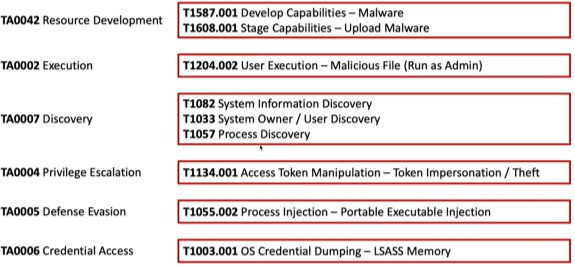 TA0042 Resource Development
T1587.001 Develop Capabilities – Malware
T1608.001 Stage Capabilities – Upload Malware
TA0002 Execution
T1204.002 User Execution – Malicious File (Run as Admin)
TA0007 Discovery
T1082 System Information Discovery
T1033 System Owner / User Discovery
T1057 Process Discovery
TA0004 Privilege Escalation
T1134.001 Access Token Manipulation – Token Impersonation / Theft
TA0005 Defense Evasion
T1055.002 Process Injection – Portable Executable Injection
TA0006 Credential Access
T1003.001 OS Credential Dumping – LSASS Memory